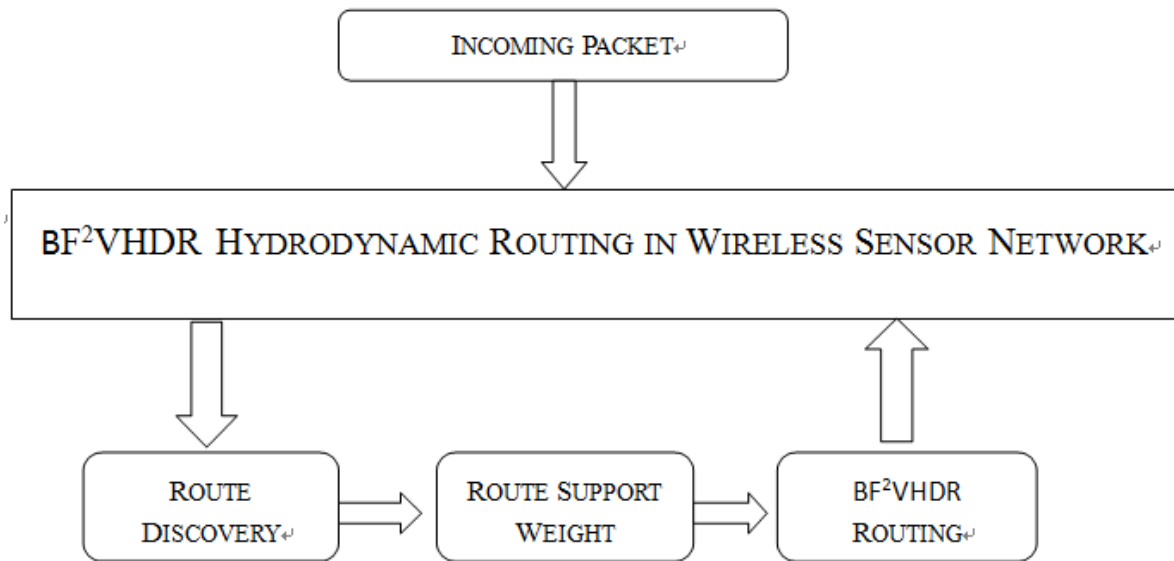 INCOMING PACKET↵
BF²VHDR HYDRODYNAMIC ROUTING IN WIRELESS SENSOR NETWORK↵
ROUTE
DISCOVERY↵
ROUTE SUPPORT
WEIGHT
BF²VHDR
ROUTING↵